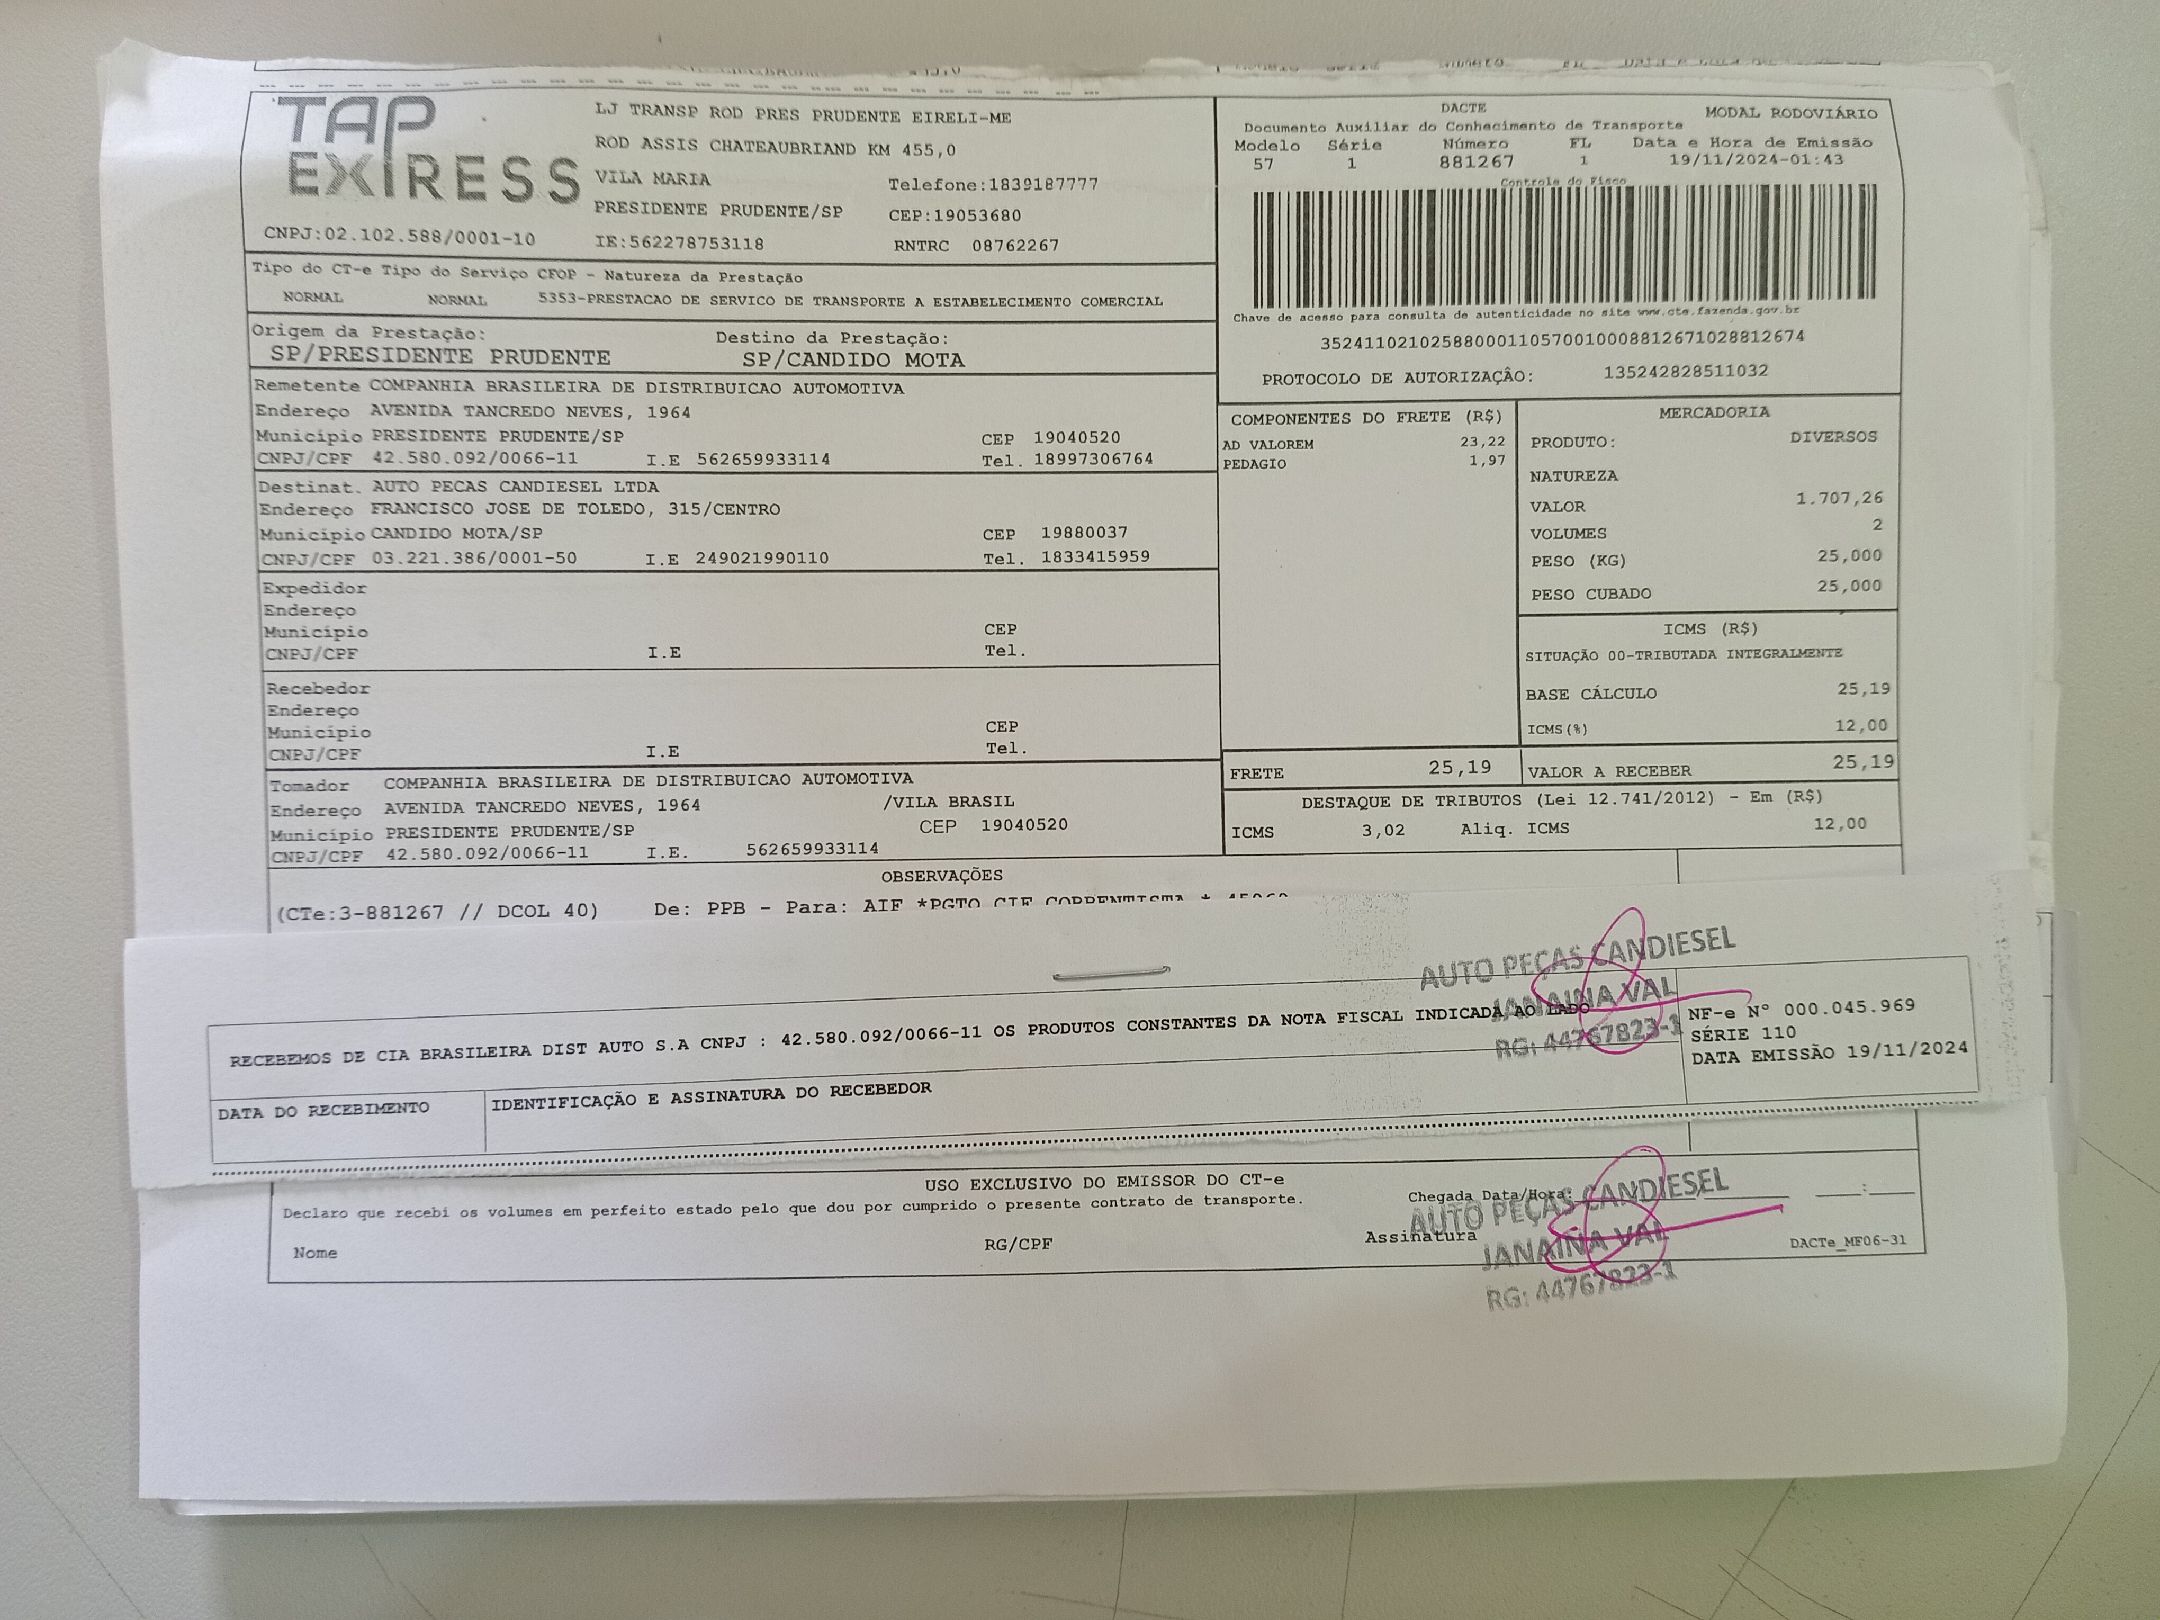 TAP
EXPRESS
LJ TRANSP ROD PRES PRUDENTE EIRELI-ME
ROD ASSIS CHATEAUBRIAND KM 455,0
VILA MARIA Telefone:1839187777
PRESIDENTE PRUDENTE/SP CEP:19053680
CNPJ:02.102.588/0001-10 IE:562278753118 RNTRC 08762267
DACTE MODAL RODOVIÁRIO
Documento Auxiliar do Conhecimento de Transporte
Modelo Série Número FL Data e Hora de Emissão
57 1 881267 1 19/11/2024-01:43
Controle do Fisco
Chave de acesso para consulta de autenticidade no site www.cte.fazenda.gov.br
35241102102588000110570010008812671028812674
PROTOCOLO DE AUTORIZAÇÃO: 135242828511032
Tipo do CT-e Tipo do Serviço CFOP - Natureza da Prestação
NORMAL NORMAL 5353-PRESTACAO DE SERVICO DE TRANSPORTE A ESTABELECIMENTO COMERCIAL
Origem da Prestação: Destino da Prestação:
SP/PRESIDENTE PRUDENTE SP/CANDIDO MOTA
Remetente COMPANHIA BRASILEIRA DE DISTRIBUICAO AUTOMOTIVA
Endereço AVENIDA TANCREDO NEVES, 1964
Município PRESIDENTE PRUDENTE/SP CEP 19040520
CNPJ/CPF 42.580.092/0066-11 I.E 562659933114 Tel. 18997306764
Destinat. AUTO PECAS CANDIESEL LTDA
Endereço FRANCISCO JOSE DE TOLEDO, 315/CENTRO
Município CANDIDO MOTA/SP CEP 19880037
CNPJ/CPF 03.221.386/0001-50 I.E 249021990110 Tel. 1833415959
Expedidor
Endereço
Município CEP
CNPJ/CPF I.E Tel.
Recebedor
Endereço
Município CEP
CNPJ/CPF I.E Tel.
Tomador COMPANHIA BRASILEIRA DE DISTRIBUICAO AUTOMOTIVA
Endereço AVENIDA TANCREDO NEVES, 1964 /VILA BRASIL
Município PRESIDENTE PRUDENTE/SP CEP 19040520
CNPJ/CPF 42.580.092/0066-11 I.E. 562659933114
COMPONENTES DO FRETE (R$)
AD VALOREM 23,22
PEDAGIO 1,97
MERCADORIA
PRODUTO: DIVERSOS
NATUREZA
VALOR 1.707,26
VOLUMES 2
PESO (KG) 25,000
PESO CUBADO 25,000
ICMS (R$)
SITUAÇÃO 00-TRIBUTADA INTEGRALMENTE
BASE CÁLCULO 25,19
ICMS(%) 12,00
FRETE 25,19 VALOR A RECEBER 25,19
DESTAQUE DE TRIBUTOS (Lei 12.741/2012) - Em (R$)
ICMS 3,02 Aliq. ICMS 12,00
OBSERVAÇÕES
(CTe:3-881267 // DCOL 40) De: PPB - Para: AIF *PGTO CIF CORRENTISTA *
AUTO PEÇAS CANDIESEL
JANAINA VAL
RG: 44767823-1
RECEBEMOS DE CIA BRASILEIRA DIST AUTO S.A CNPJ : 42.580.092/0066-11 OS PRODUTOS CONSTANTES DA NOTA FISCAL INDICADA AO LADO
NF-e Nº 000.045.969
SÉRIE 110
DATA EMISSÃO 19/11/2024
DATA DO RECEBIMENTO IDENTIFICAÇÃO E ASSINATURA DO RECEBEDOR
USO EXCLUSIVO DO EMISSOR DO CT-e
Declaro que recebi os volumes em perfeito estado pelo que dou por cumprido o presente contrato de transporte.
Chegada Data/Hora:
Nome RG/CPF Assinatura
AUTO PEÇAS CANDIESEL
JANAINA VAL
RG: 44767823-1
DACTe_MF06-31